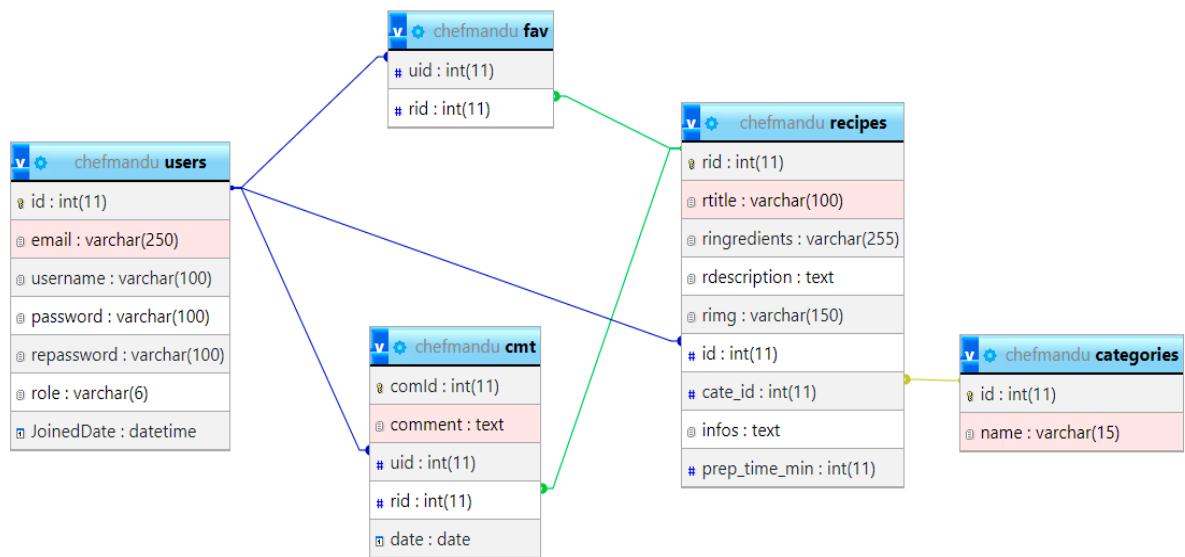 chefmandu fav
# uid : int(11)
# rid : int(11)
chefmandu users
id : int(11)
email : varchar(250)
username : varchar(100)
password : varchar(100)
repassword : varchar(100)
role : varchar(6)
JoinedDate : datetime
chefmandu cmt
comId : int(11)
comment : text
# uid : int(11)
# rid : int(11)
date : date
chefmandu recipes
rid : int(11)
rtitle : varchar(100)
ringredients : varchar(255)
rdescription : text
rimg : varchar(150)
# id : int(11)
# cate_id : int(11)
infos : text
# prep_time_min : int(11)
chefmandu categories
id : int(11)
name : varchar(15)